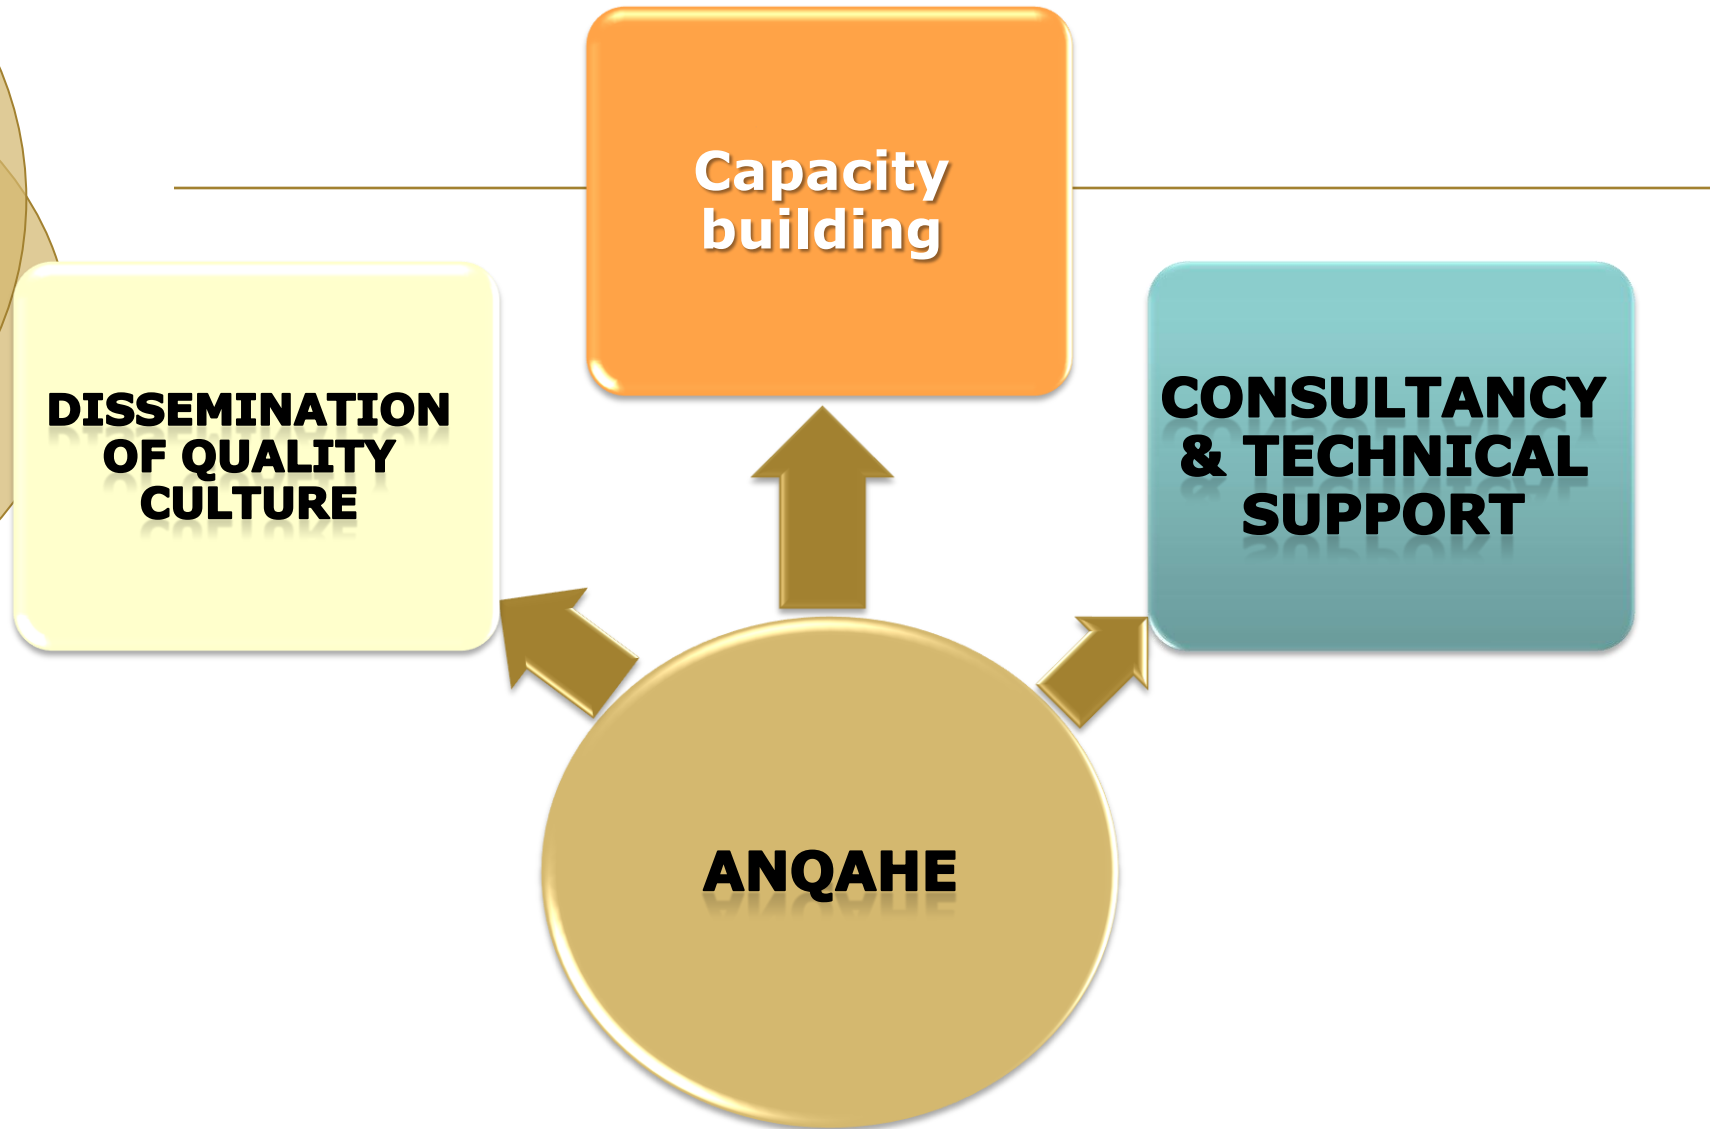 Capacity
building
DISSEMINATION
OF QUALITY
CULTURE
CONSULTANCY
& TECHNICAL
SUPPORT
ANQAHE